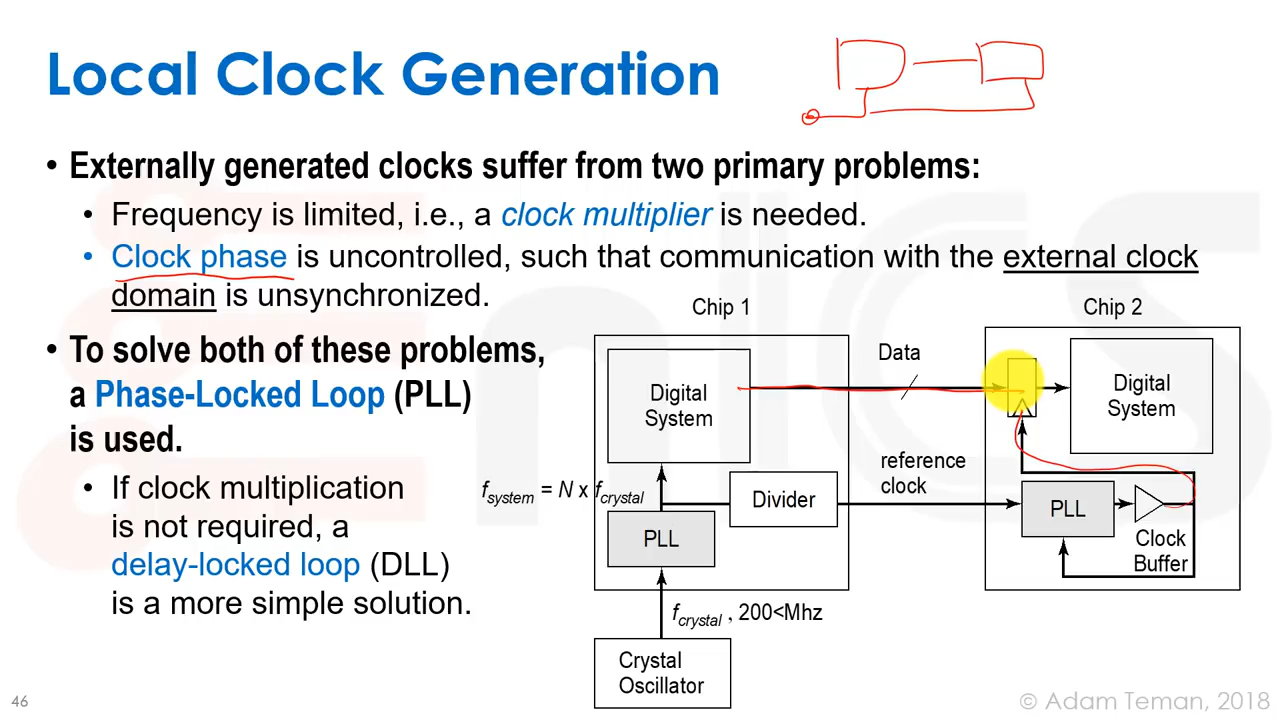 Local Clock Generation
• Externally generated clocks suffer from two primary problems:
• Frequency is limited, i.e., a clock multiplier is needed.
• Clock phase is uncontrolled, such that communication with the external clock
domain is unsynchronized.
• To solve both of these problems,
a Phase-Locked Loop (PLL)
is used.
• If clock multiplication
is not required, a
delay-locked loop (DLL)
is a more simple solution.
Chip 1
Chip 2
Data
Digital
System
Digital
System
reference
clock
fsystem = N x fcrystal
Divider
PLL
PLL
Clock
Buffer
fcrystal , 200<Mhz
Crystal
Oscillator
46
© Adam Teman, 2018